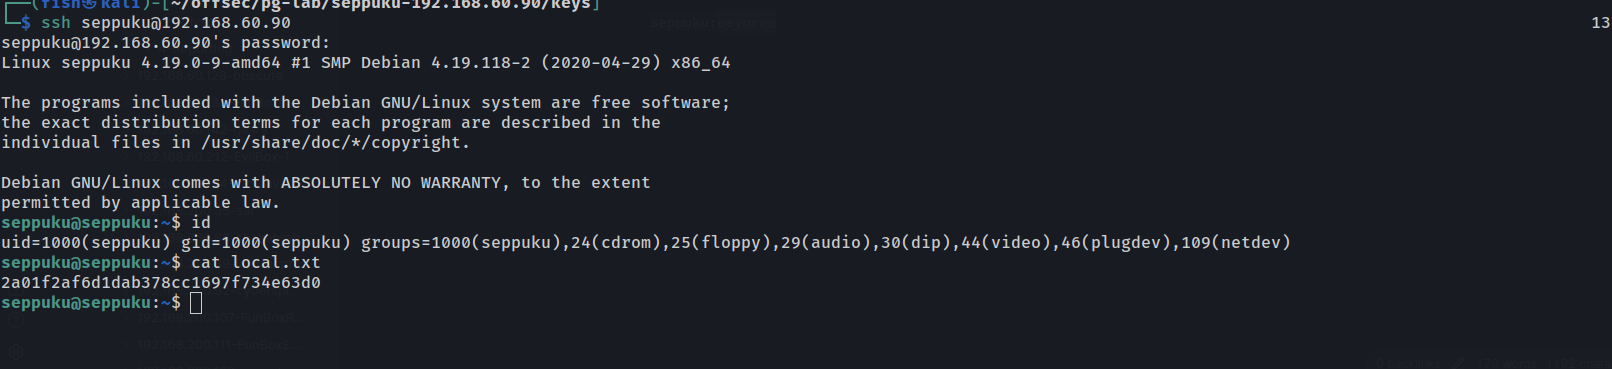 (fish㉿kali)-[~/offsec/pg-lab/seppuku-192.168.60.90/keys]
$ ssh seppuku@192.168.60.90
13
seppuku@192.168.60.90's password:
Linux seppuku 4.19.0-9-amd64 #1 SMP Debian 4.19.118-2 (2020-04-29) x86_64
The programs included with the Debian GNU/Linux system are free software;
the exact distribution terms for each program are described in the
individual files in /usr/share/doc/*/copyright.
Debian GNU/Linux comes with ABSOLUTELY NO WARRANTY, to the extent
permitted by applicable law.
seppuku@seppuku:~$ id
uid=1000(seppuku) gid=1000(seppuku) groups=1000(seppuku),24(cdrom),25(floppy),29(audio),30(dip),44(video),46(plugdev),109(netdev)
seppuku@seppuku:~$ cat local.txt
2a01f2af6d1dab378cc1697f734e63d0
seppuku@seppuku:~$